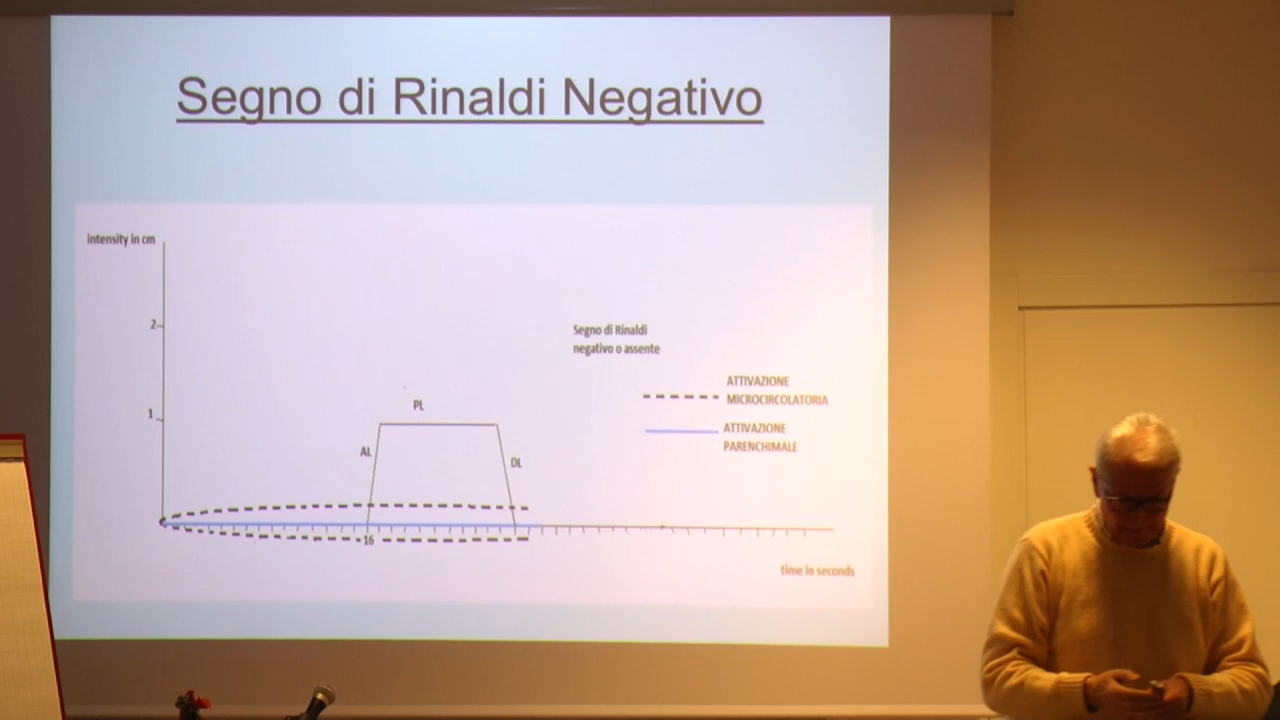 Segno di Rinaldi Negativo
intensity in cm
2
Segno di Rinaldi
negativo o assente
ATTIVAZIONE
MICROCIRCOLATORIA
PL
1
ATTIVAZIONE
PARENCHIMALE
AL
DL
16
time in seconds